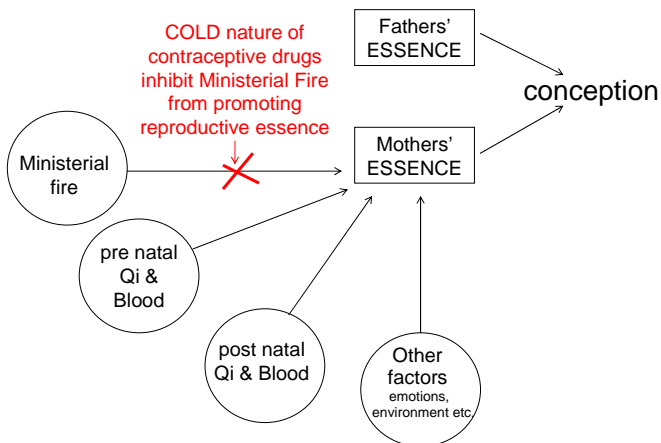 COLD nature of
contraceptive drugs
inhibit Ministerial Fire
from promoting
reproductive essence
Fathers'
ESSENCE
conception
Mothers'
ESSENCE
Ministerial
fire
pre natal
Qi &
Blood
post natal
Qi & Blood
Other
factors
emotions,
environment etc.